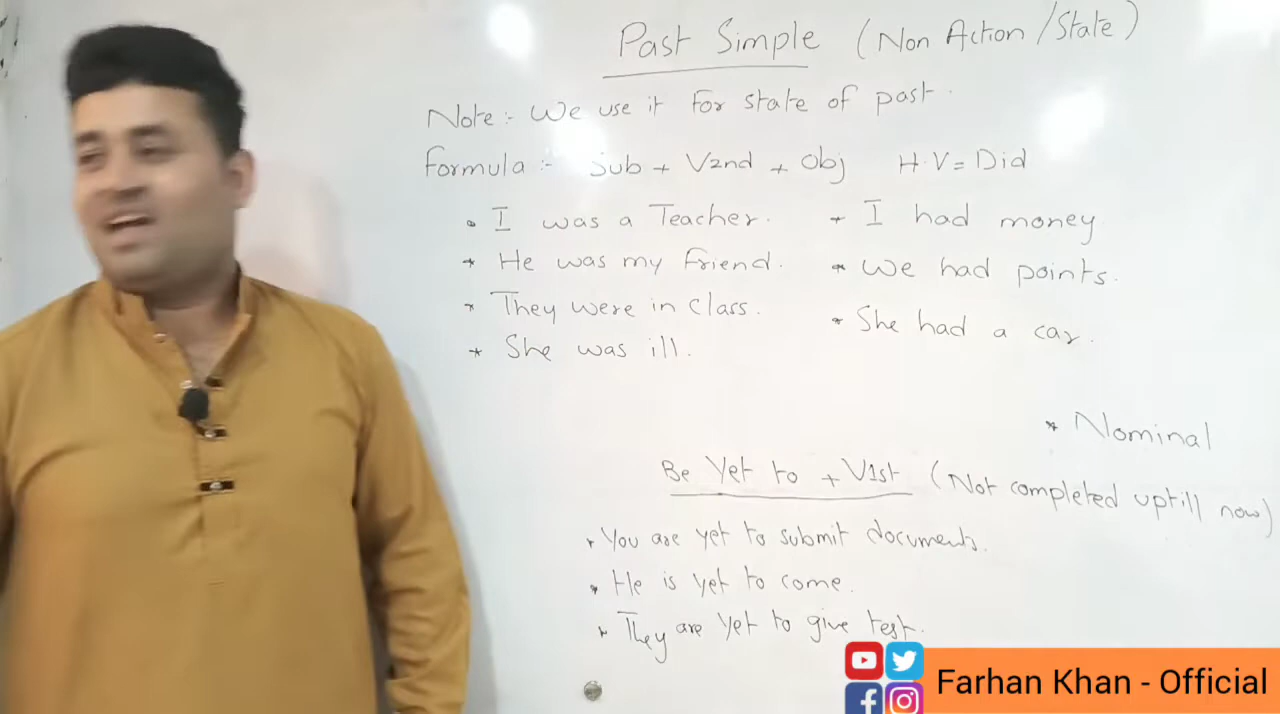 Past Simple (Non Action/State)
Note:- We use it for state of past.
Formula:- Sub + V2nd + Obj H.V = Did
• I was a Teacher.
* I had money.
* He was my friend.
* We had points.
* They were in class.
* She had a car.
* She was ill.
* Nominal
Be Yet to + V1st (Not completed uptill now)
* You are yet to submit documents.
* He is yet to come.
* They are yet to give test.
Farhan Khan - Official